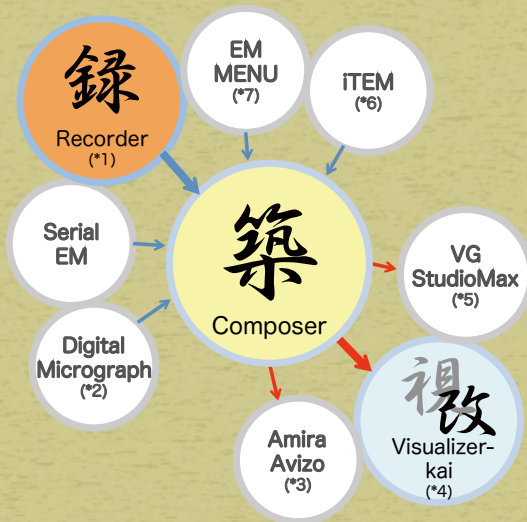 録
Recorder
(*1)
EM
MENU
(*7)
iTEM
(*6)
Serial
EM
築
Composer
VG
StudioMax
(*5)
Digital
Micrograph
(*2)
視改
Visualizer-
kai
(*4)
Amira
Avizo
(*3)